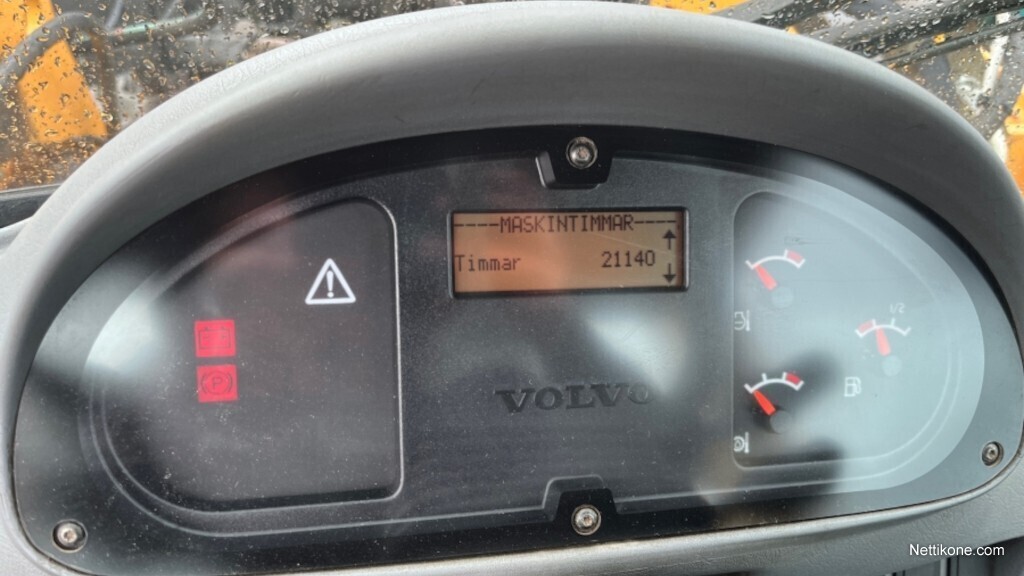 ----MASKINTIMMAR----
Timmar 21140
VOLVO
1/2
P
Nettikone.com